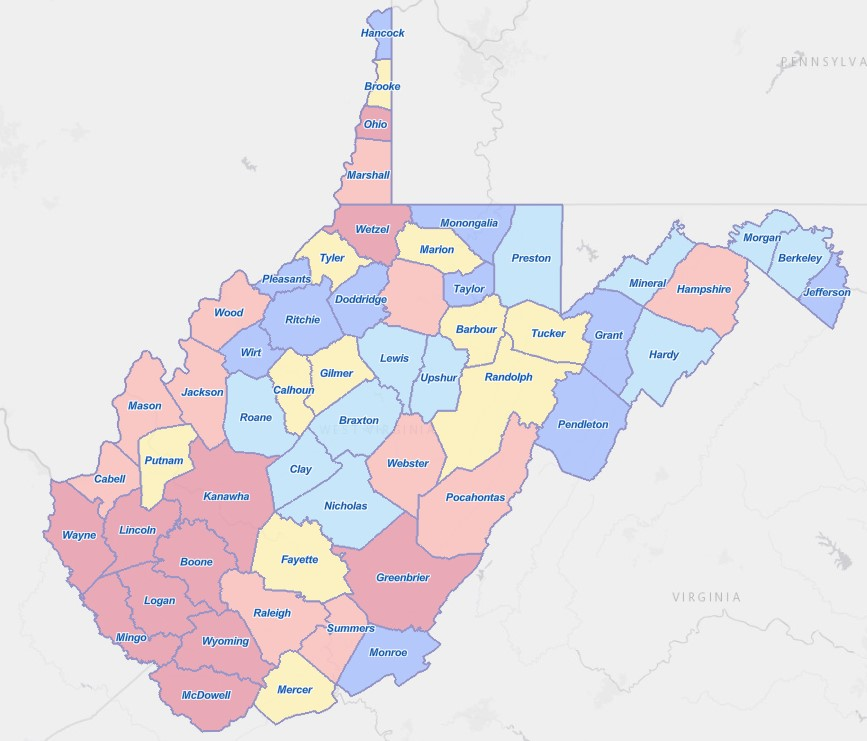 Hancock
PENNSYLVA
Brooke
Ohio
Marshall
Wetzel
Monongalia
Marion
Morgan
Tyler
Preston
Berkeley
Pleasants
Mineral
Taylor
Hampshire
Jefferson
Doddridge
Wood
Ritchie
Barbour
Tucker
Grant
Wirt
Lewis
Hardy
Gilmer
Upshur
Randolph
Calhoun
Jackson
Mason
Roane
Braxton
Pendleton
WEST VIRGINIA
Putnam
Webster
Clay
Cabell
Kanawha
Pocahontas
Nicholas
Lincoln
Wayne
Boone
Fayette
Greenbrier
VIRGINIA
Logan
Raleigh
Summers
Mingo
Wyoming
Monroe
Mercer
McDowell